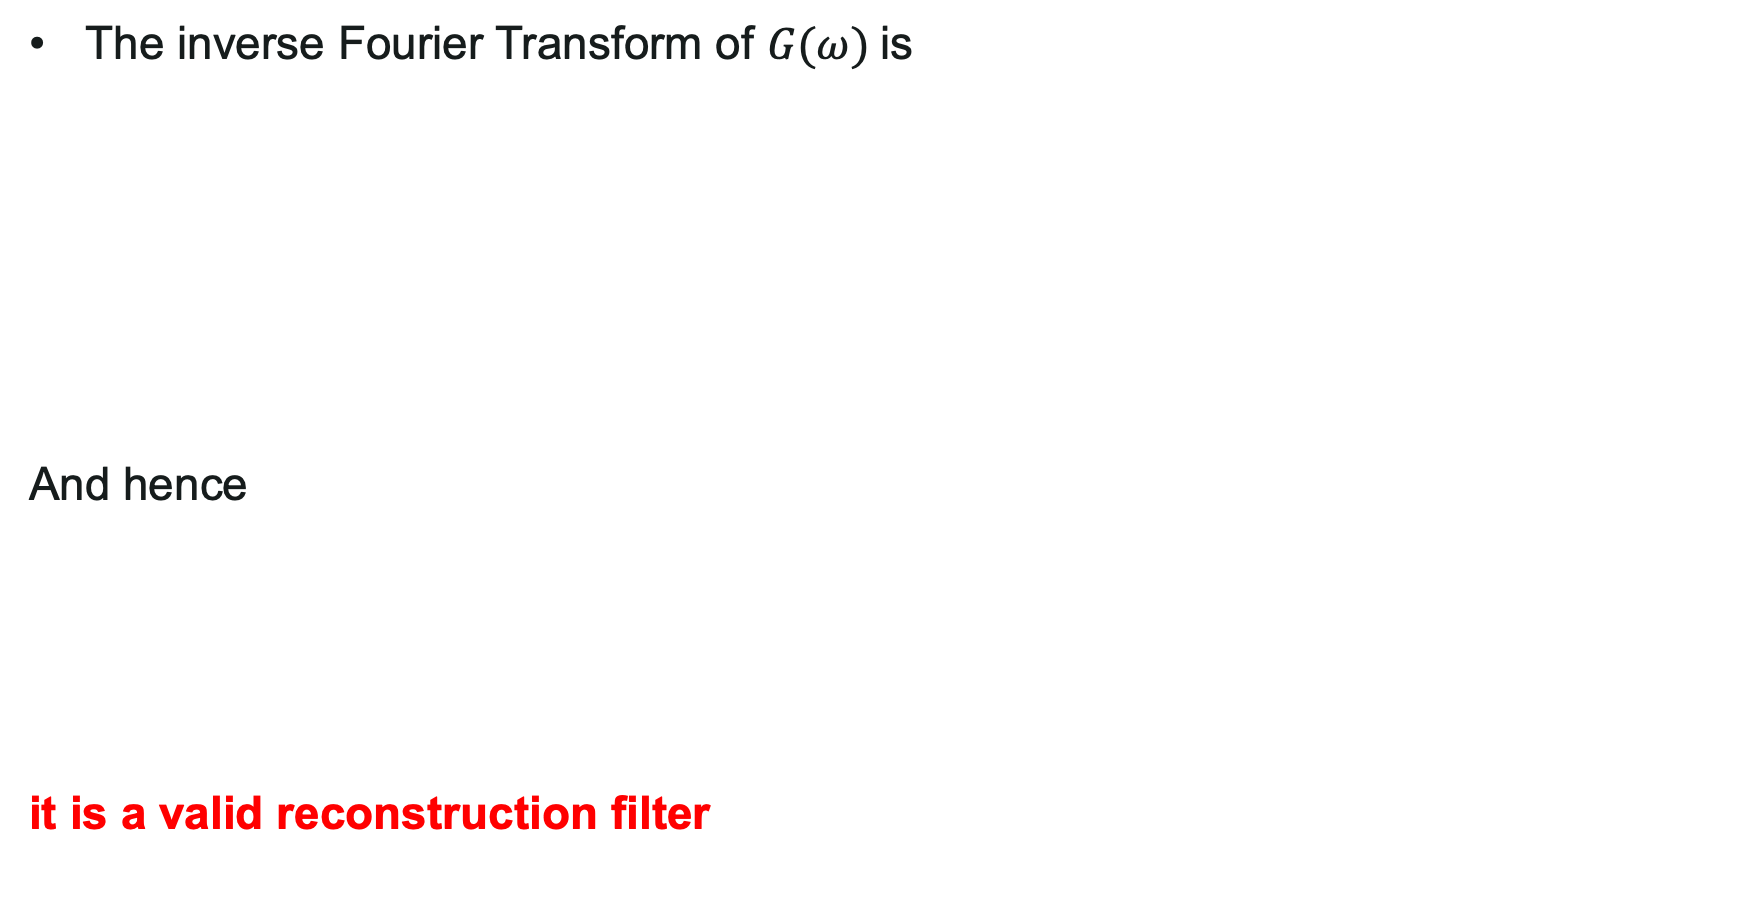 • The inverse Fourier Transform of G(ω) is
And hence
it is a valid reconstruction filter